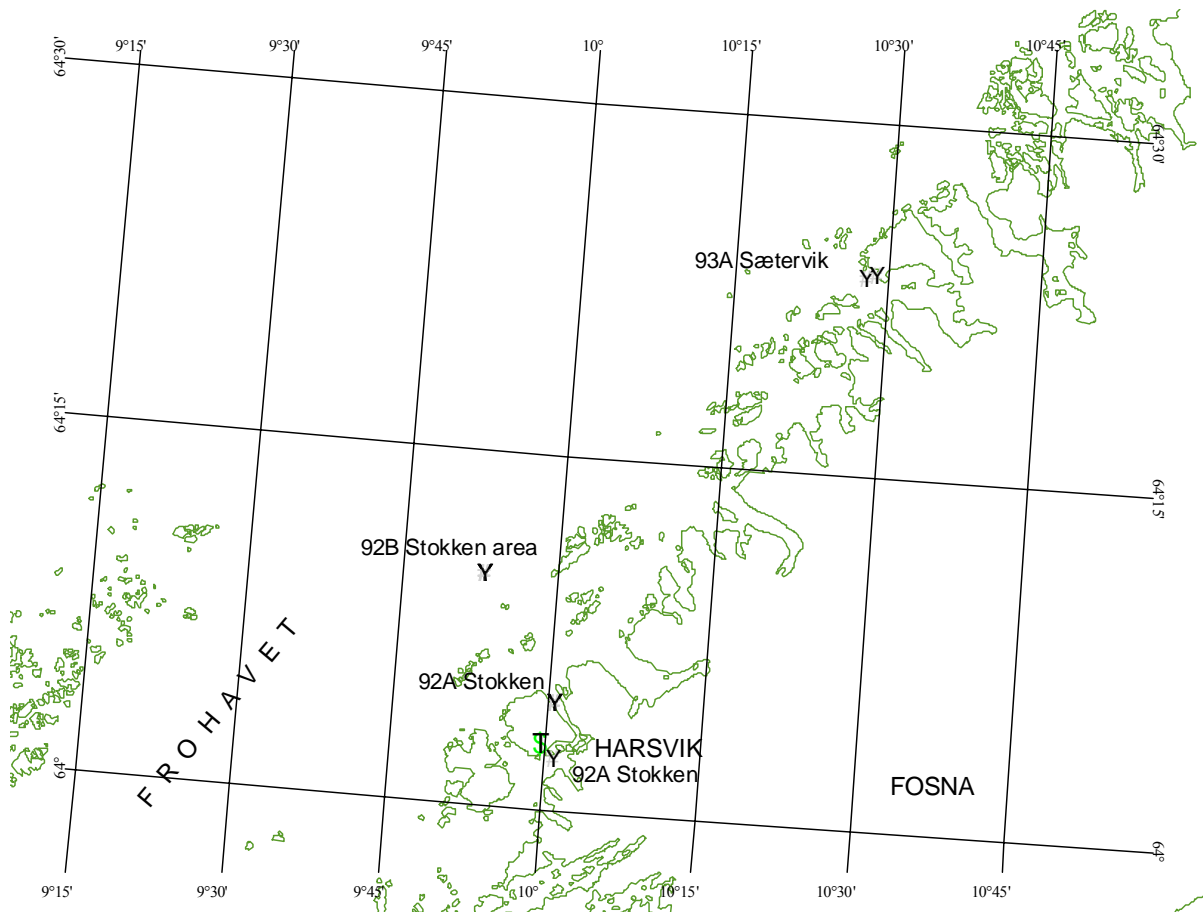 9°15' 9°30' 9°45' 10° 10°15' 10°30' 10°45'
64°30'
64°30'
93A Sætervik
Y Y
64°15'
64°15'
92B Stokken area
Y
FROHAVET
92A Stokken
Y
S T
HARSVIK
Y
92A Stokken
FOSNA
64°
64°
9°15' 9°30' 9°45' 10° 10°15' 10°30' 10°45'